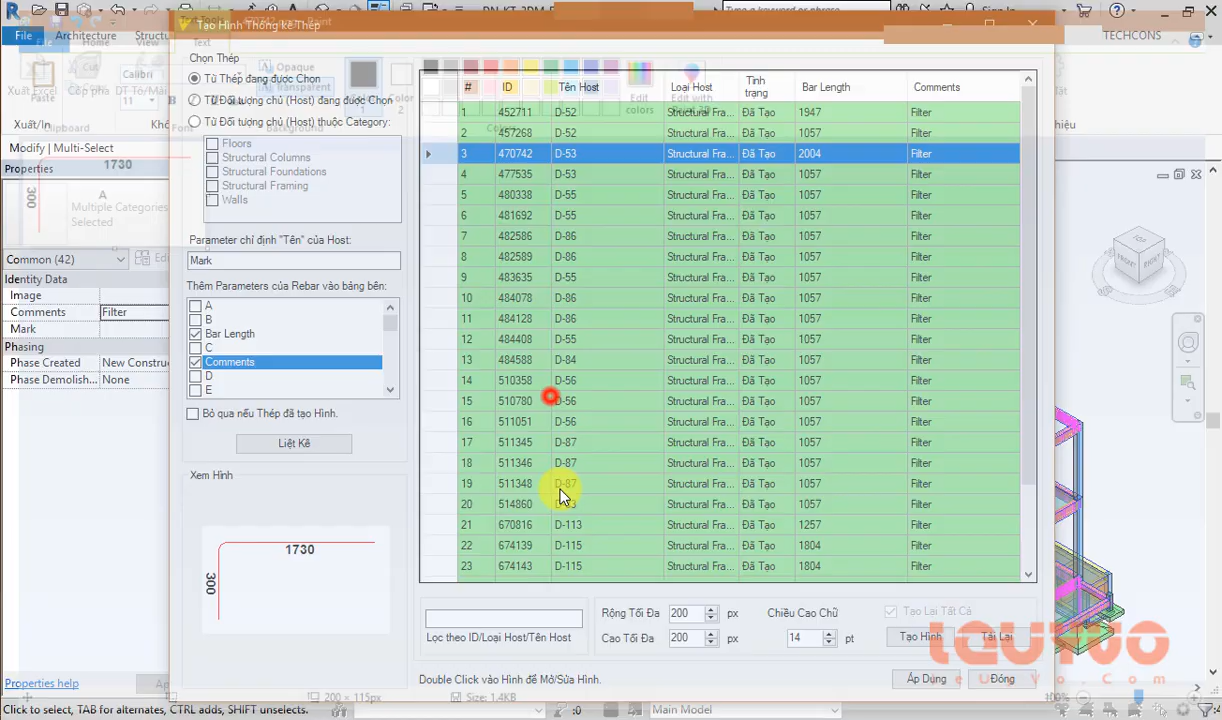 Tạo Hình Thống kê Thép
File
Architecture
Structu
TECHCONS
Sign In
Xuất Excel
Cấp phá
Xuất/In
Modify | Multi-Select
1730
300
Properties
Multiple Categories
Selected
Common (42)
Identity Data
Image
Comments Filter
Mark
Phasing
Phase Created New Constru
Phase Demolish... None
Properties help
Chọn Thép
Từ Thép đang được Chọn
Từ Đối tượng chủ (Host) đang được Chọn
Từ Đối tượng chủ (Host) thuộc Category:
Floors
Structural Columns
Structural Foundations
Structural Framing
Walls
Parameter chỉ định "Tên" của Host:
Mark
Thêm Parameters của Rebar vào bảng bên:
A
B
Bar Length
C
Comments
D
E
Bỏ qua nếu Thép đã tạo Hình.
Liệt Kê
Xem Hình
1730
300
# ID Tên Host Loại Host Tình trạng Bar Length Comments
1 452711 D-52 Structural Fra... Đã Tạo 1947 Filter
2 457268 D-52 Structural Fra... Đã Tạo 1057 Filter
3 470742 D-53 Structural Fra... Đã Tạo 2004 Filter
4 477535 D-53 Structural Fra... Đã Tạo 1057 Filter
5 480338 D-55 Structural Fra... Đã Tạo 1057 Filter
6 481692 D-55 Structural Fra... Đã Tạo 1057 Filter
7 482586 D-86 Structural Fra... Đã Tạo 1057 Filter
8 482589 D-86 Structural Fra... Đã Tạo 1057 Filter
9 483635 D-55 Structural Fra... Đã Tạo 1057 Filter
10 484078 D-86 Structural Fra... Đã Tạo 1057 Filter
11 484128 D-86 Structural Fra... Đã Tạo 1057 Filter
12 484408 D-55 Structural Fra... Đã Tạo 1057 Filter
13 484588 D-84 Structural Fra... Đã Tạo 1057 Filter
14 510358 D-56 Structural Fra... Đã Tạo 1057 Filter
15 510780 D-56 Structural Fra... Đã Tạo 1057 Filter
16 511051 D-56 Structural Fra... Đã Tạo 1057 Filter
17 511345 D-87 Structural Fra... Đã Tạo 1057 Filter
18 511346 D-87 Structural Fra... Đã Tạo 1057 Filter
19 511348 D-87 Structural Fra... Đã Tạo 1057 Filter
20 514860 Structural Fra... Đã Tạo 1057 Filter
21 670816 D-113 Structural Fra... Đã Tạo 1257 Filter
22 674139 D-115 Structural Fra... Đã Tạo 1804 Filter
23 674143 D-115 Structural Fra... Đã Tạo 1804 Filter
Lọc theo ID/Loại Host/Tên Host
Rộng Tối Đa 200 px Chiều Cao Chữ Tạo Lại Tất Cả
Cao Tối Đa 200 px 14 pt Tạo Hình Tải Lại
Double Click vào Hình để Mở/Sửa Hình.
Áp Dụng Đóng
200 × 115px
Size: 1.4KB
Click to select, TAB for alternates, CTRL adds, SHIFT unselects.
:0
Main Model
FRONT
RIGHT